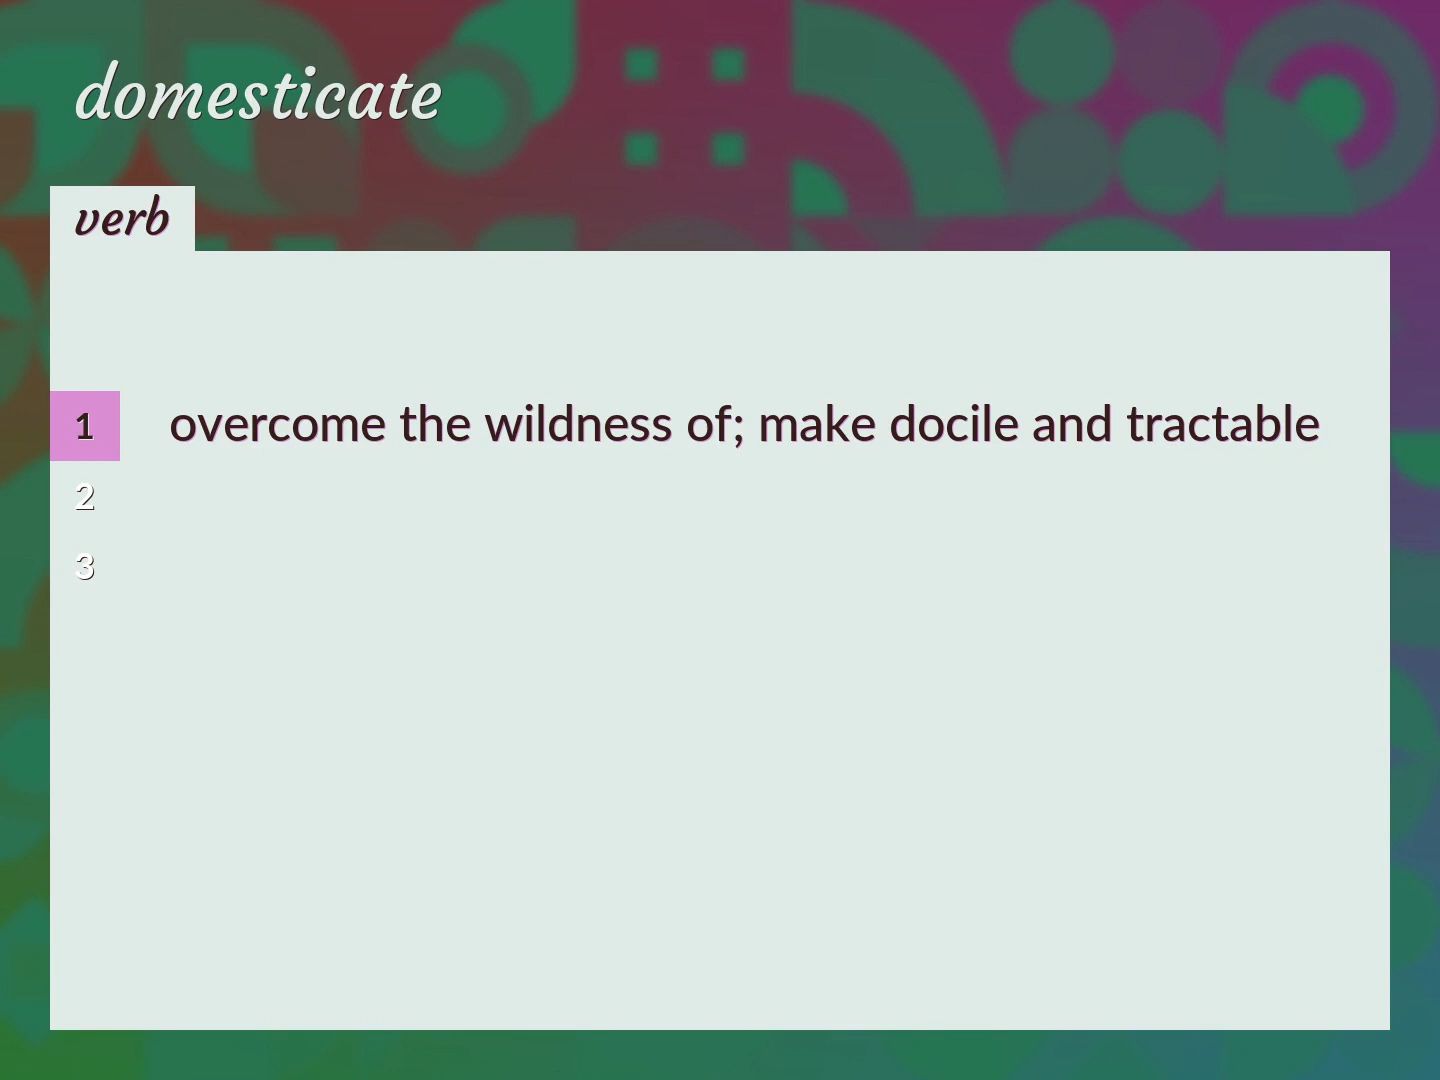 domesticate
verb
1 overcome the wildness of; make docile and tractable
2
3